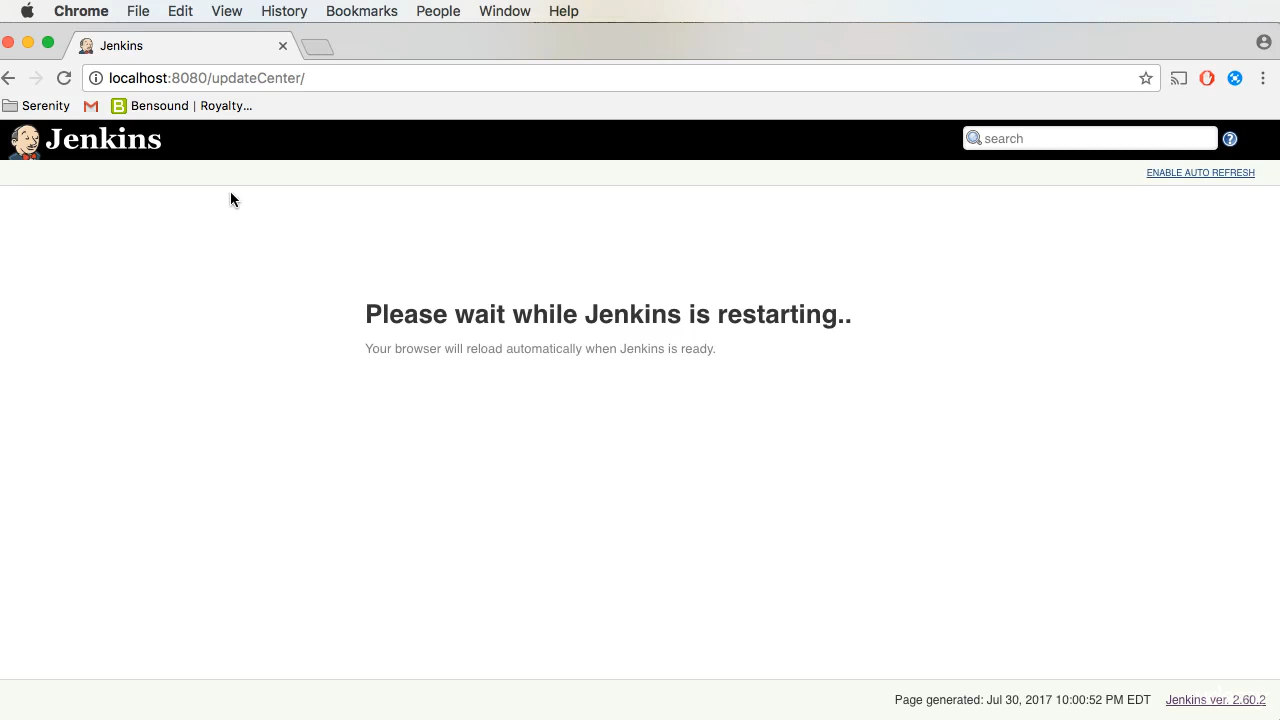 Chrome File Edit View History Bookmarks People Window Help
Jenkins
localhost:8080/updateCenter/
Serenity Bensound | Royalty...
Jenkins search
ENABLE AUTO REFRESH
Please wait while Jenkins is restarting..
Your browser will reload automatically when Jenkins is ready.
Page generated: Jul 30, 2017 10:00:52 PM EDT Jenkins ver. 2.60.2